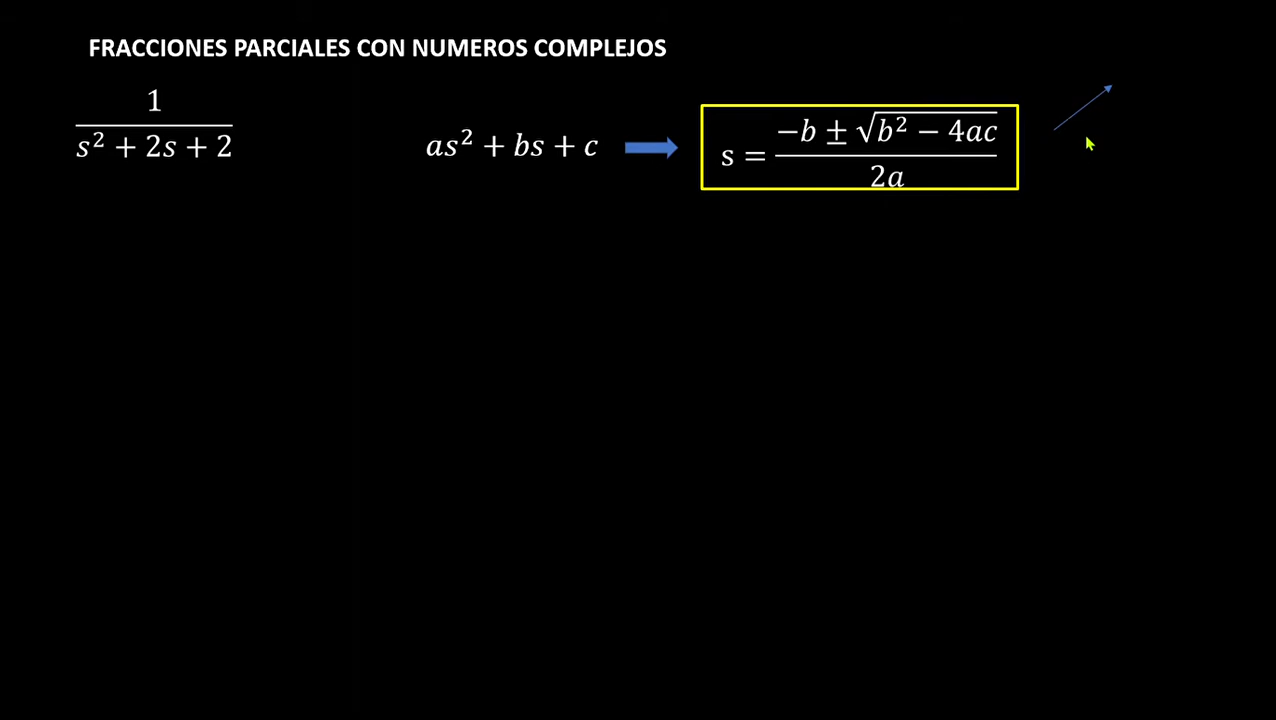 FRACCIONES PARCIALES CON NUMEROS COMPLEJOS
1
s² + 2s + 2
as² + bs + c
s = −b ± √b² − 4ac
2a